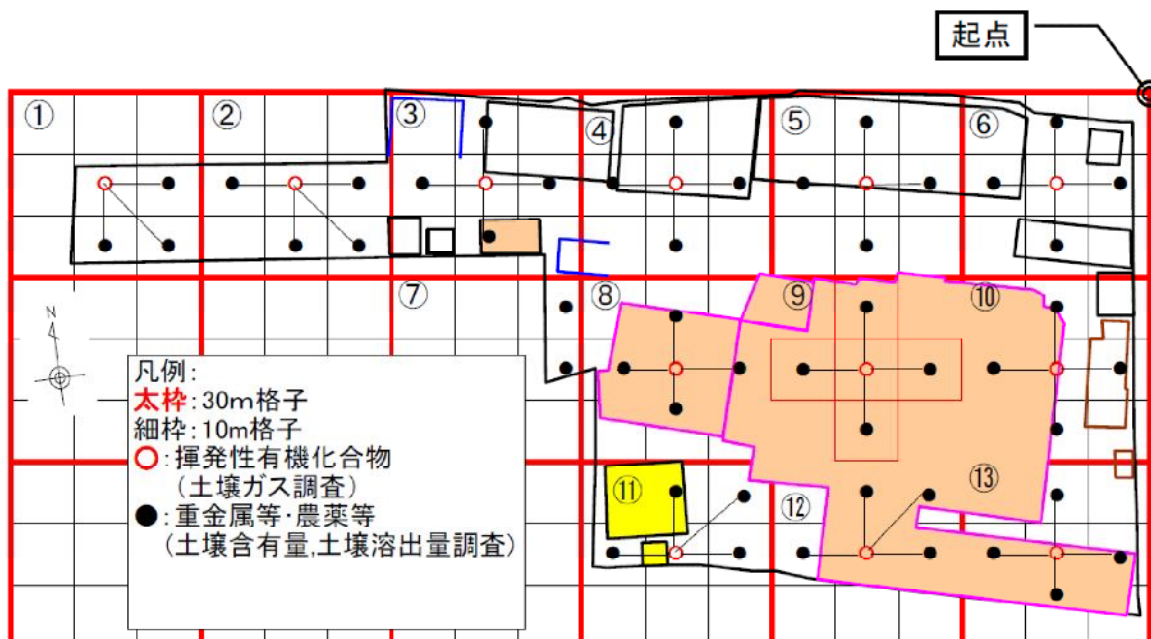 起点
①
②
③
④
⑤
⑥
⑦
⑧
⑨
⑩
N
凡例:
太枠:30m格子
細枠:10m格子
○:揮発性有機化合物
(土壌ガス調査)
●:重金属等・農薬等
(土壌含有量,土壌溶出量調査)
⑪
⑫
⑬